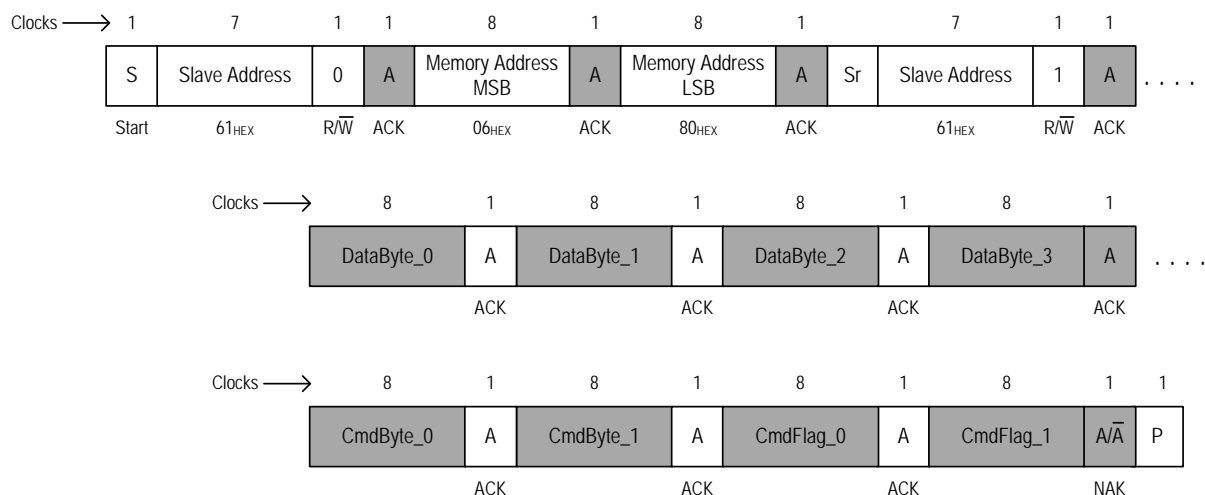 Clocks → 1 7 1 1 8 1 8 1 7 1 1
S Slave Address 0 A Memory Address MSB A Memory Address LSB A Sr Slave Address 1 A . . . .
Start 61HEX R/W̅ ACK 06HEX ACK 80HEX ACK 61HEX R/W̅ ACK
Clocks → 8 1 8 1 8 1 8 1
DataByte_0 A DataByte_1 A DataByte_2 A DataByte_3 A . . . .
ACK ACK ACK ACK
Clocks → 8 1 8 1 8 1 8 1 1
CmdByte_0 A CmdByte_1 A CmdFlag_0 A CmdFlag_1 A/A̅ P
ACK ACK ACK NAK